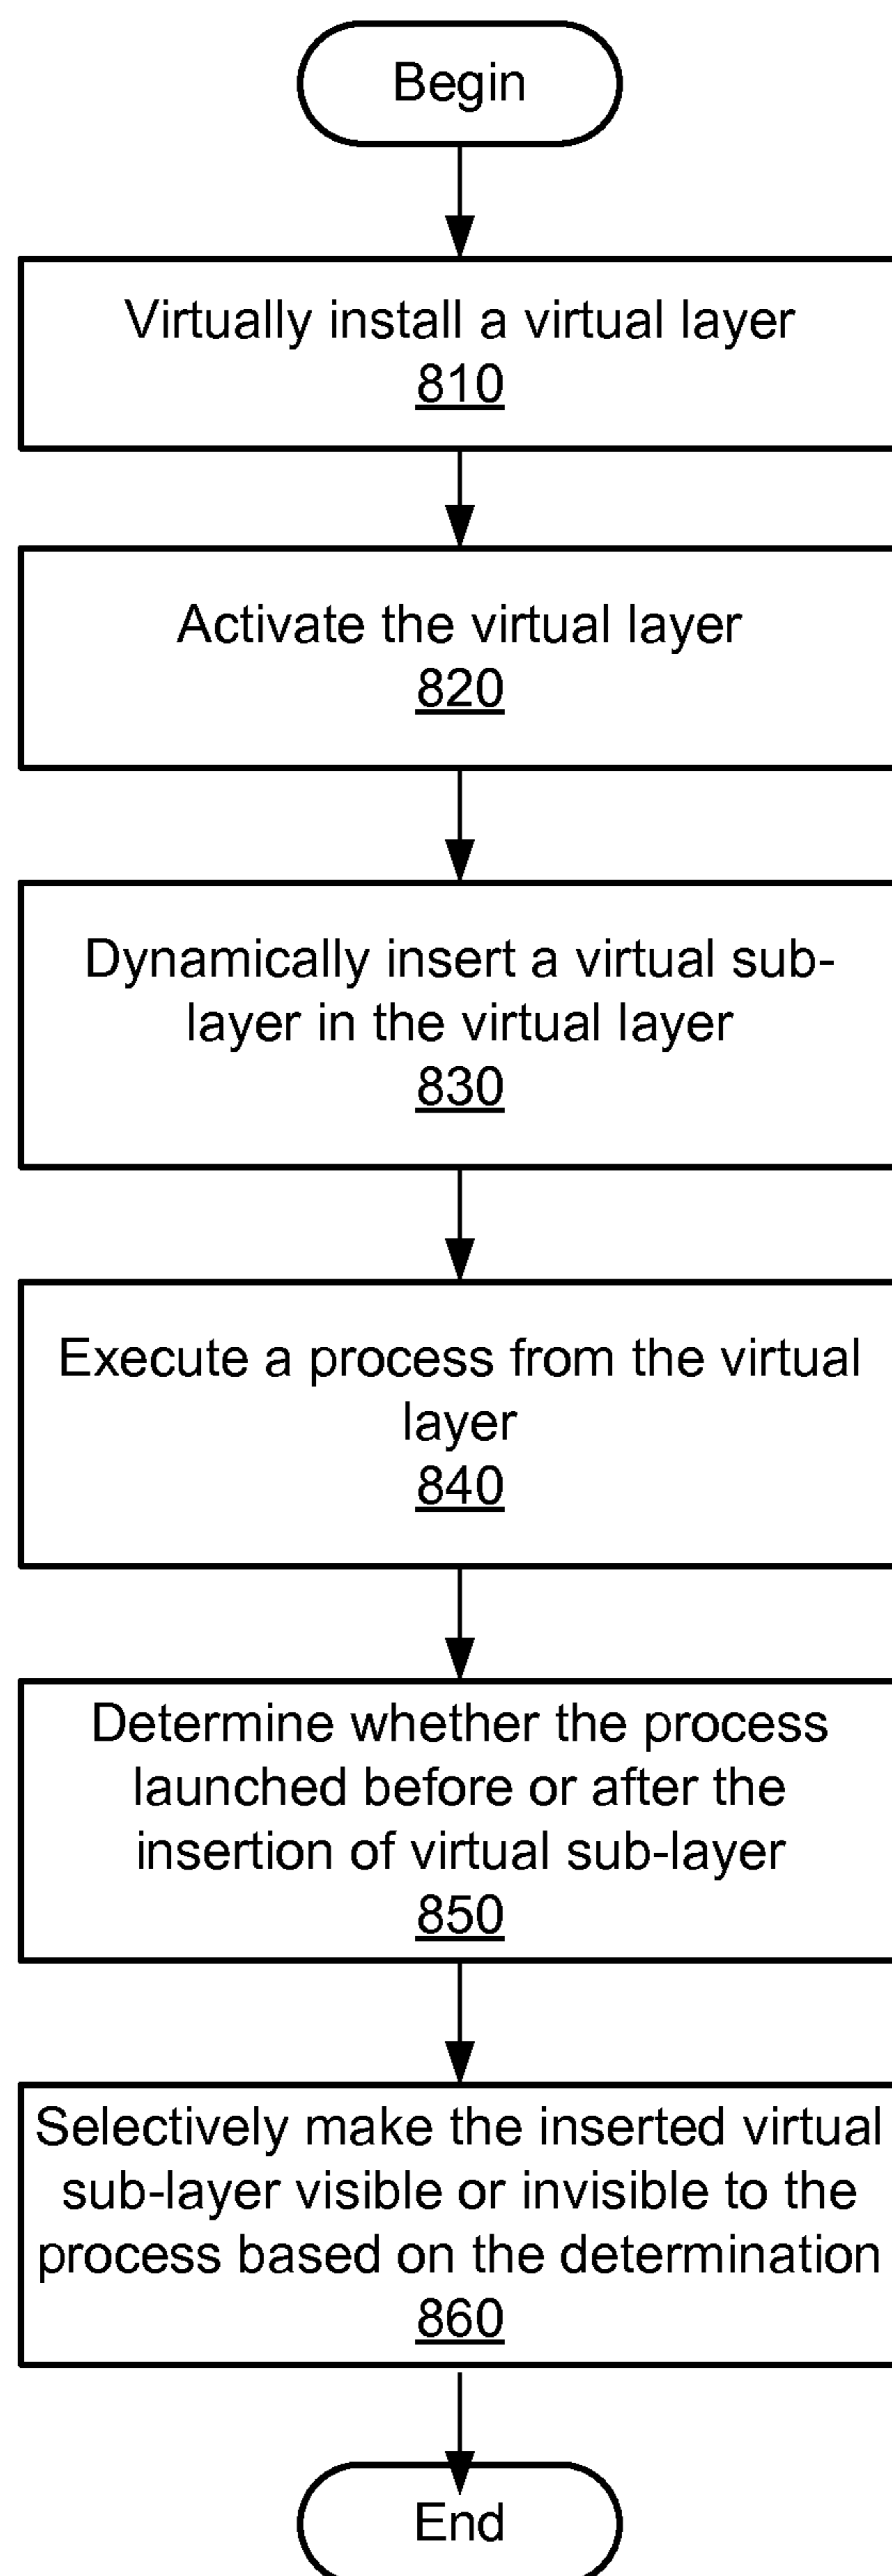 Begin
Virtually install a virtual layer
810
Activate the virtual layer
820
Dynamically insert a virtual sub-
layer in the virtual layer
830
Execute a process from the virtual
layer
840
Determine whether the process
launched before or after the
insertion of virtual sub-layer
850
Selectively make the inserted virtual
sub-layer visible or invisible to the
process based on the determination
860
End